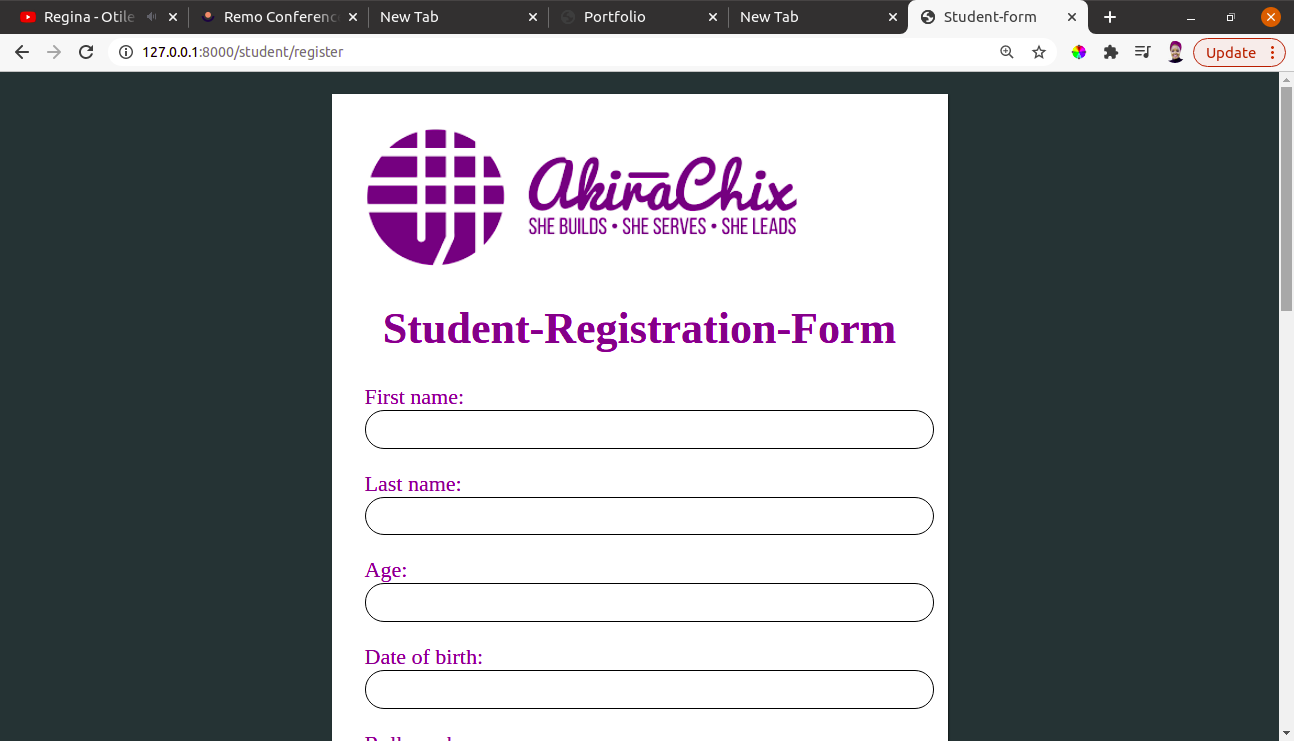 Regina - Otile
Remo Conferenc
New Tab
Portfolio
New Tab
Student-form
127.0.0.1:8000/student/register
Update
AkiraChix
SHE BUILDS • SHE SERVES • SHE LEADS
Student-Registration-Form
First name:
Last name:
Age:
Date of birth: